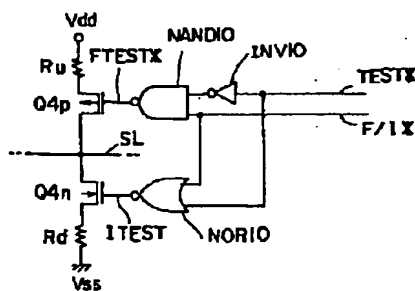 Vdd
NANDIO
Ru
FTESTX
INVIO
TESTX
Q4p
F/IX
SL
Q4n
ITEST
NORIO
Rd
Vss